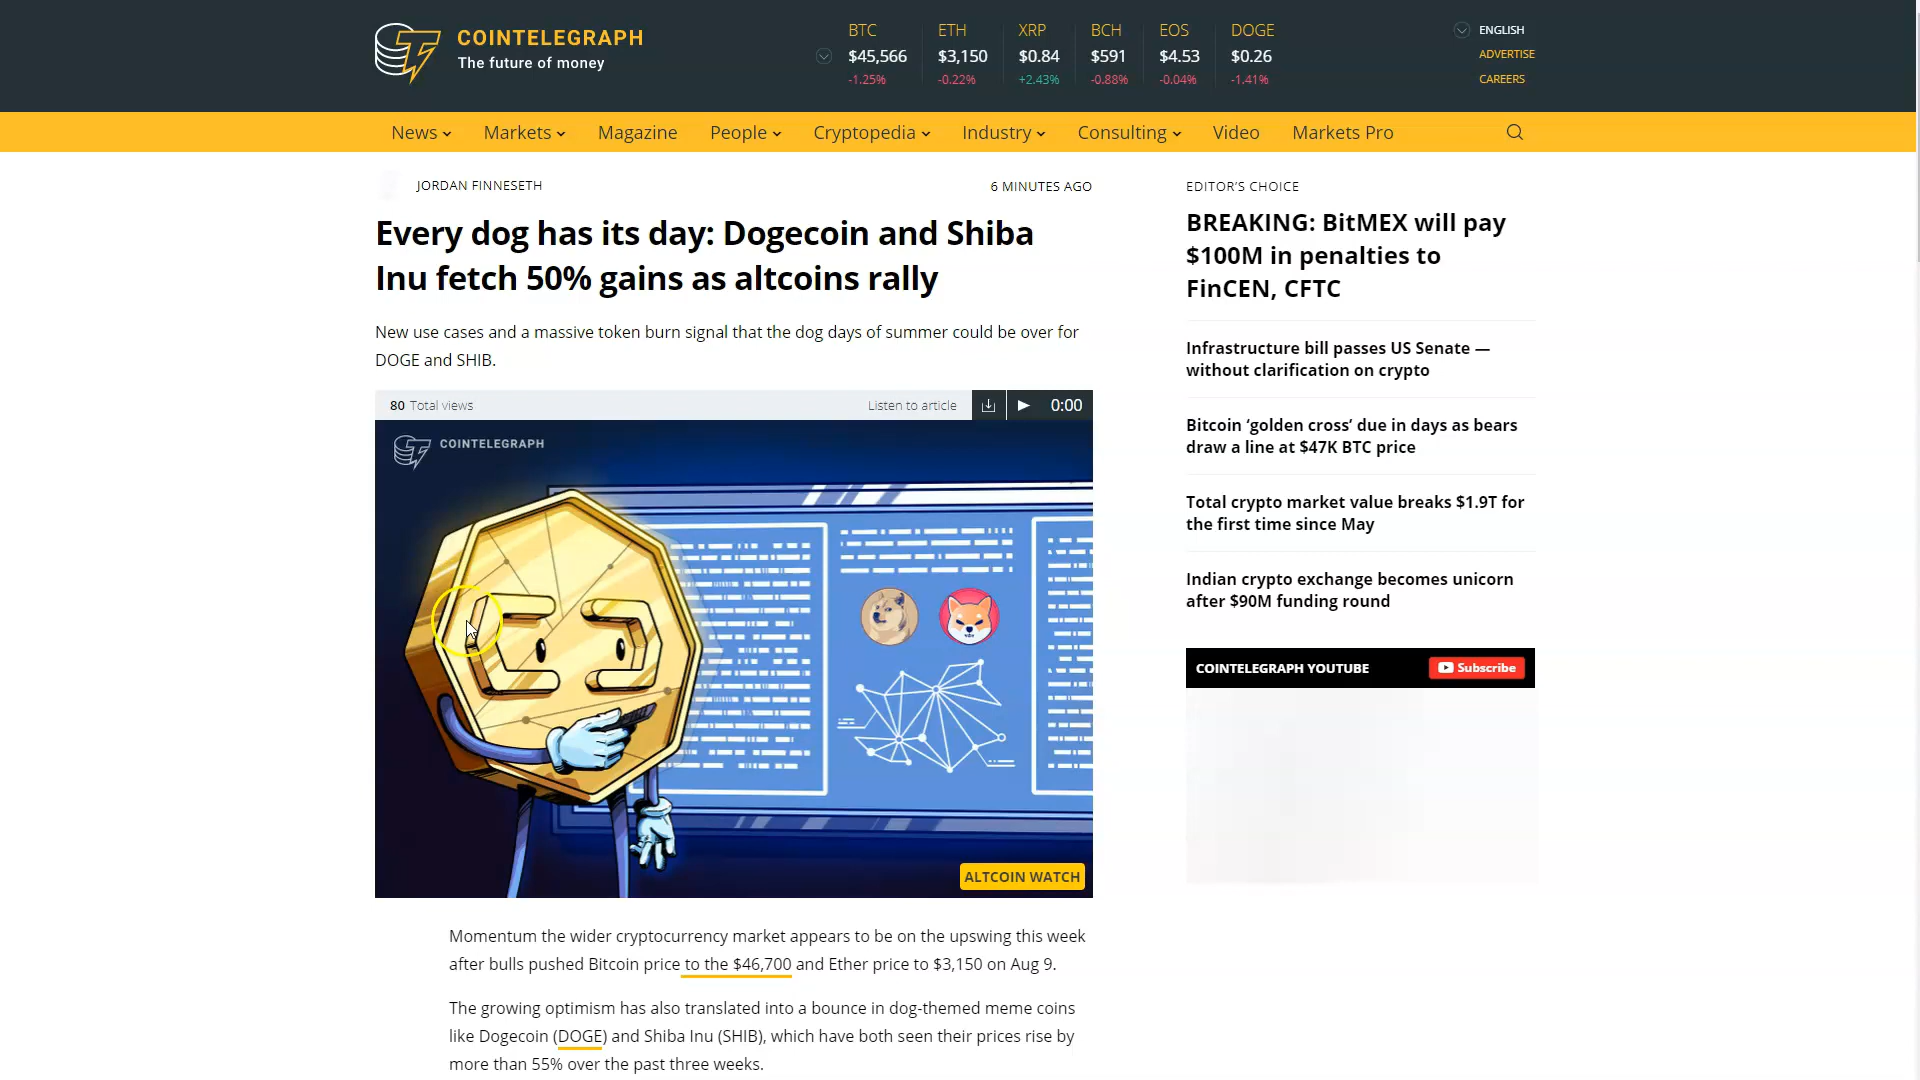 COINTELEGRAPH
The future of money
BTC
$45,566
-1.25%
ETH
$3,150
-0.22%
XRP
$0.84
+2.43%
BCH
$591
-0.88%
EOS
$4.53
-0.04%
DOGE
$0.26
-1.41%
ENGLISH
ADVERTISE
CAREERS
News Markets Magazine People Cryptopedia Industry Consulting Video Markets Pro
JORDAN FINNESETH
6 MINUTES AGO
Every dog has its day: Dogecoin and Shiba
Inu fetch 50% gains as altcoins rally
New use cases and a massive token burn signal that the dog days of summer could be over for
DOGE and SHIB.
80 Total views
Listen to article
0:00
COINTELEGRAPH
ALTCOIN WATCH
Momentum the wider cryptocurrency market appears to be on the upswing this week
after bulls pushed Bitcoin price to the $46,700 and Ether price to $3,150 on Aug 9.
The growing optimism has also translated into a bounce in dog-themed meme coins
like Dogecoin (DOGE) and Shiba Inu (SHIB), which have both seen their prices rise by
more than 55% over the past three weeks.
EDITOR'S CHOICE
BREAKING: BitMEX will pay
$100M in penalties to
FinCEN, CFTC
Infrastructure bill passes US Senate —
without clarification on crypto
Bitcoin ‘golden cross’ due in days as bears
draw a line at $47K BTC price
Total crypto market value breaks $1.9T for
the first time since May
Indian crypto exchange becomes unicorn
after $90M funding round
COINTELEGRAPH YOUTUBE
Subscribe